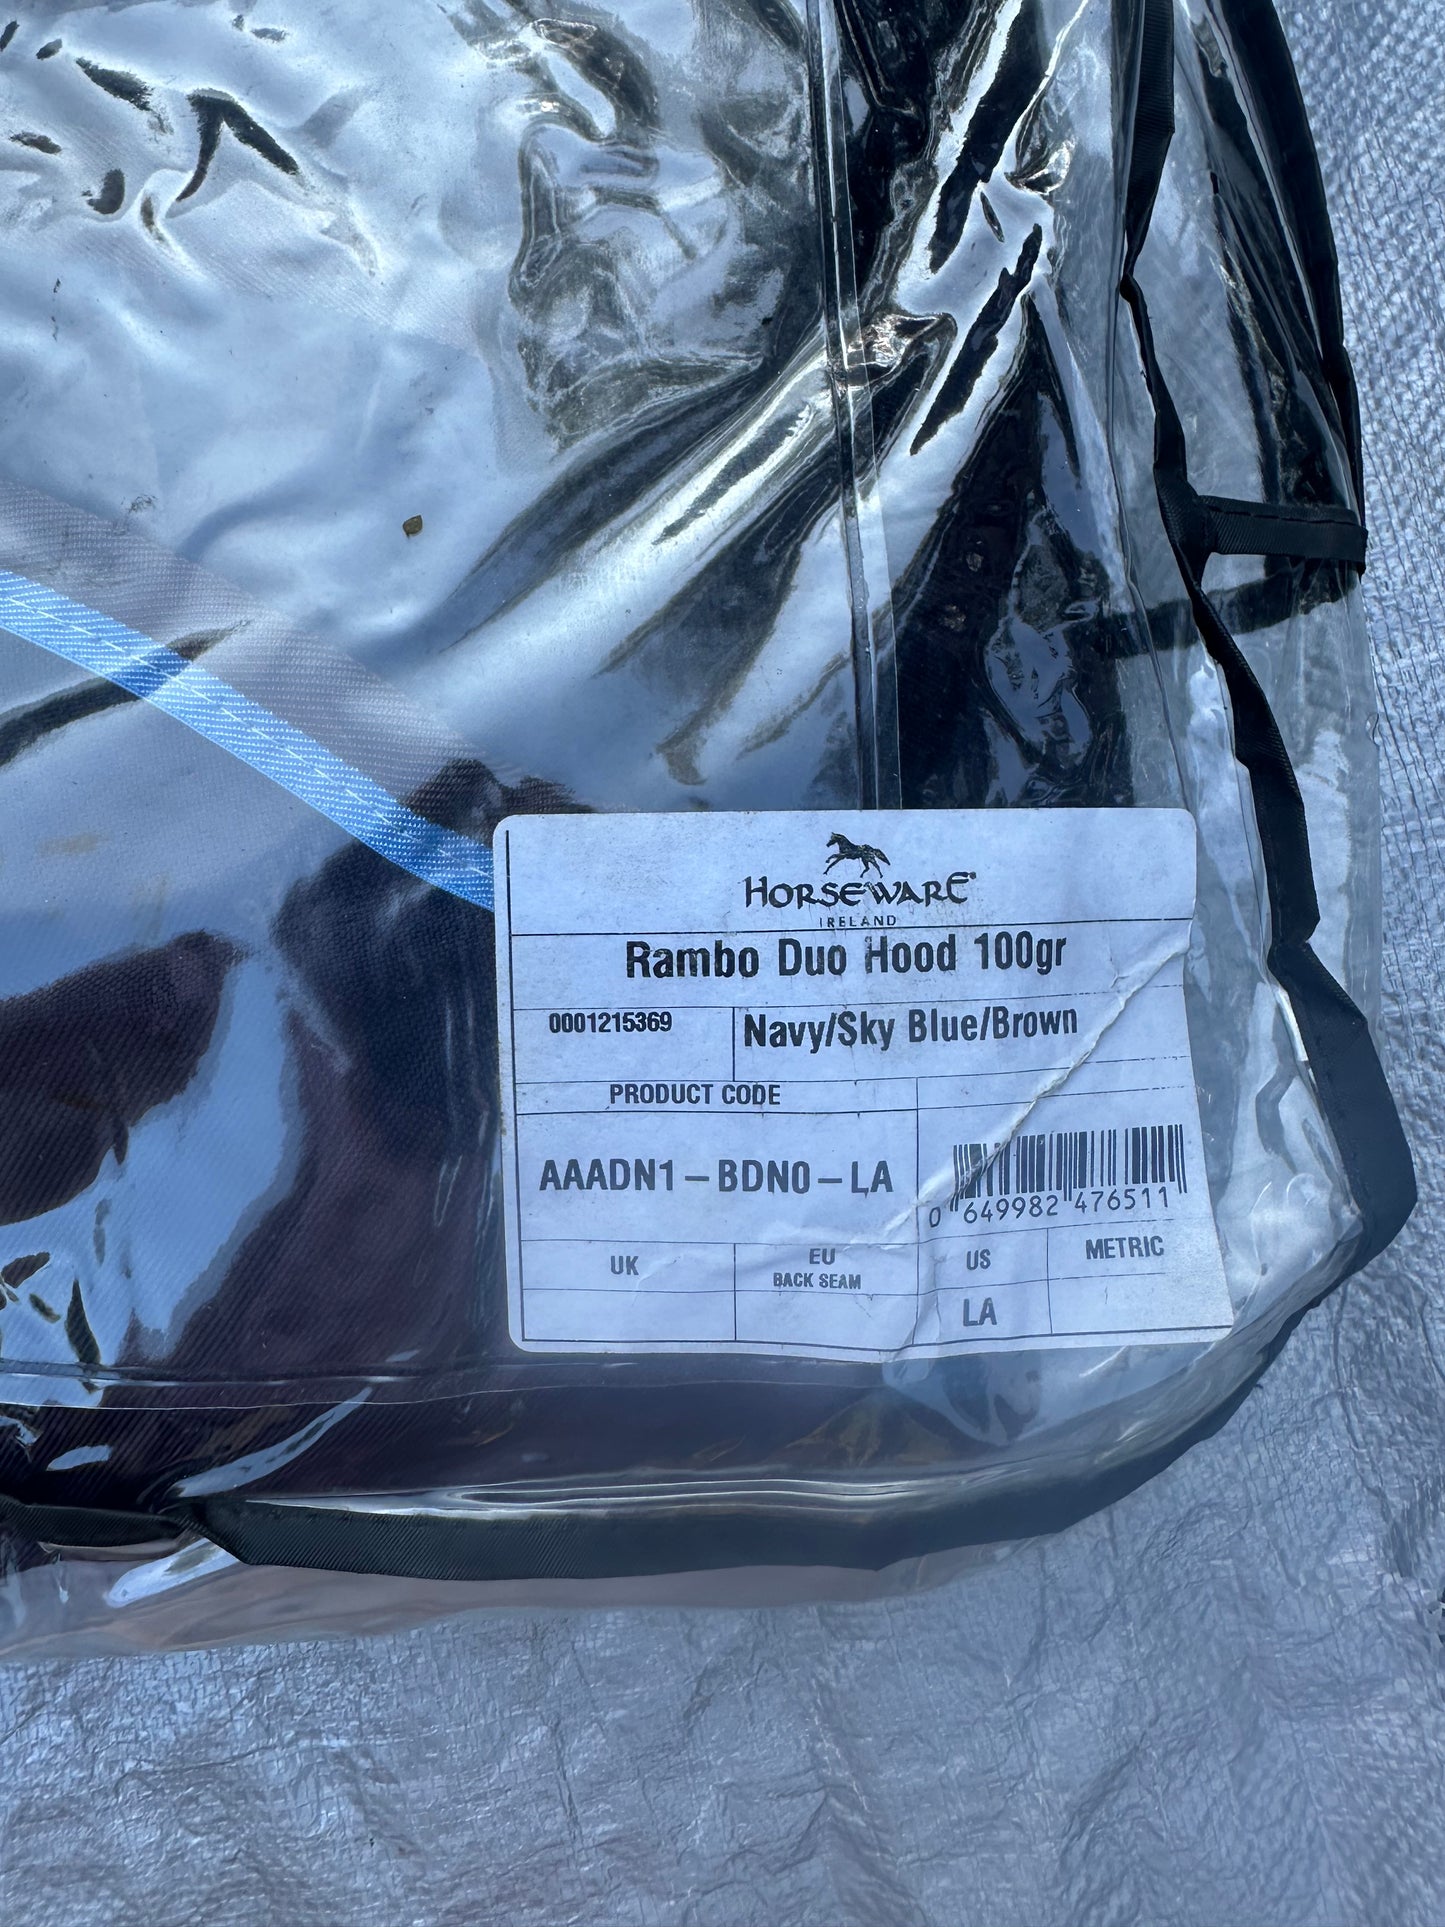 HORSEWARE®
IRELAND
Rambo Duo Hood 100gr
0001215369
Navy/Sky Blue/Brown
PRODUCT CODE
AAADN1-BDN0-LA
0 649982 476511
UK
EU
BACK SEAM
US
METRIC
LA